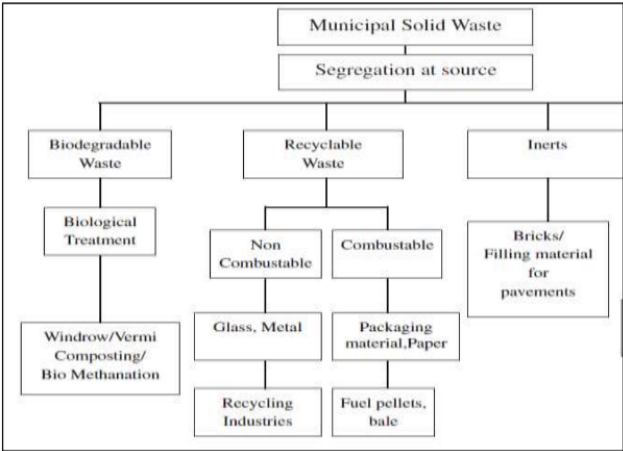 Municipal Solid Waste
Segregation at source
Biodegradable
Waste
Recyclable
Waste
Inerts
Biological
Treatment
Non
Combustable
Combustable
Bricks/
Filling material
for
pavements
Glass, Metal
Packaging
material,Paper
Windrow/Vermi
Composting/
Bio Methanation
Recycling
Industries
Fuel pellets,
bale